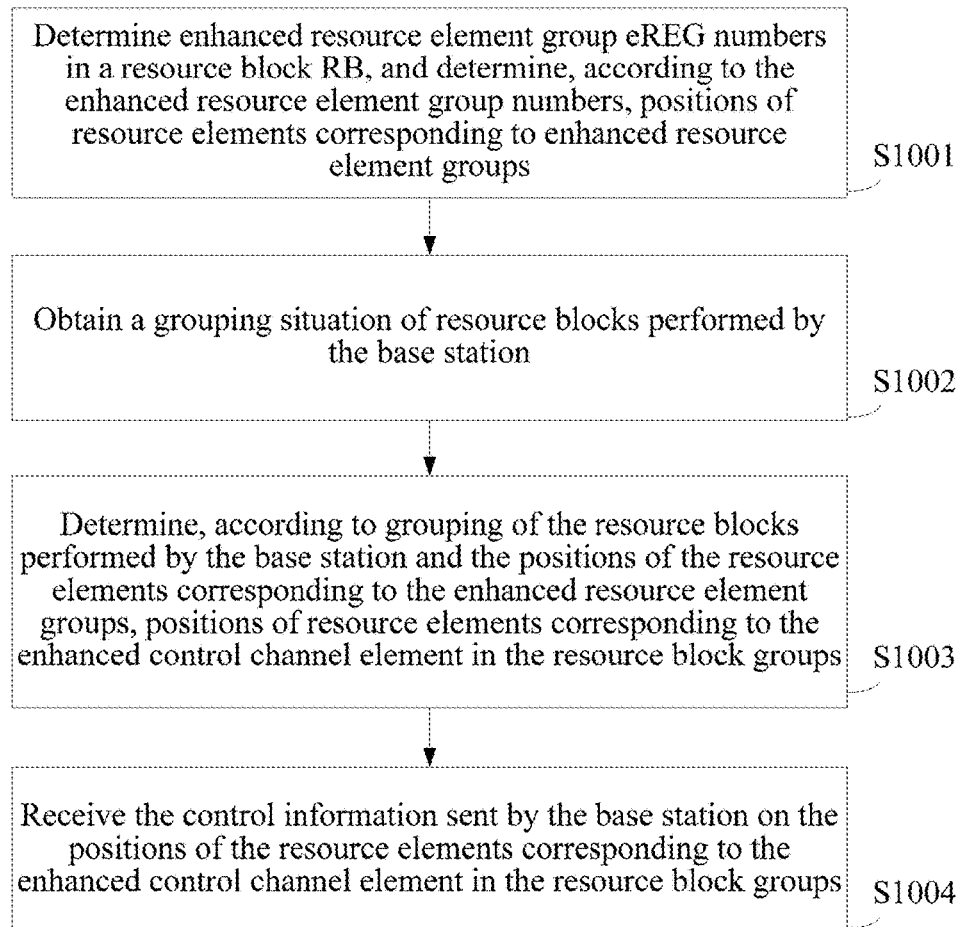 Determine enhanced resource element group eREG numbers
in a resource block RB, and determine, according to the
enhanced resource element group numbers, positions of
resource elements corresponding to enhanced resource
element groups
S1001
Obtain a grouping situation of resource blocks performed by
the base station
S1002
Determine, according to grouping of the resource blocks
performed by the base station and the positions of the resource
elements corresponding to the enhanced resource element
groups, positions of resource elements corresponding to the
enhanced control channel element in the resource block groups
S1003
Receive the control information sent by the base station on the
positions of the resource elements corresponding to the
enhanced control channel element in the resource block groups
S1004